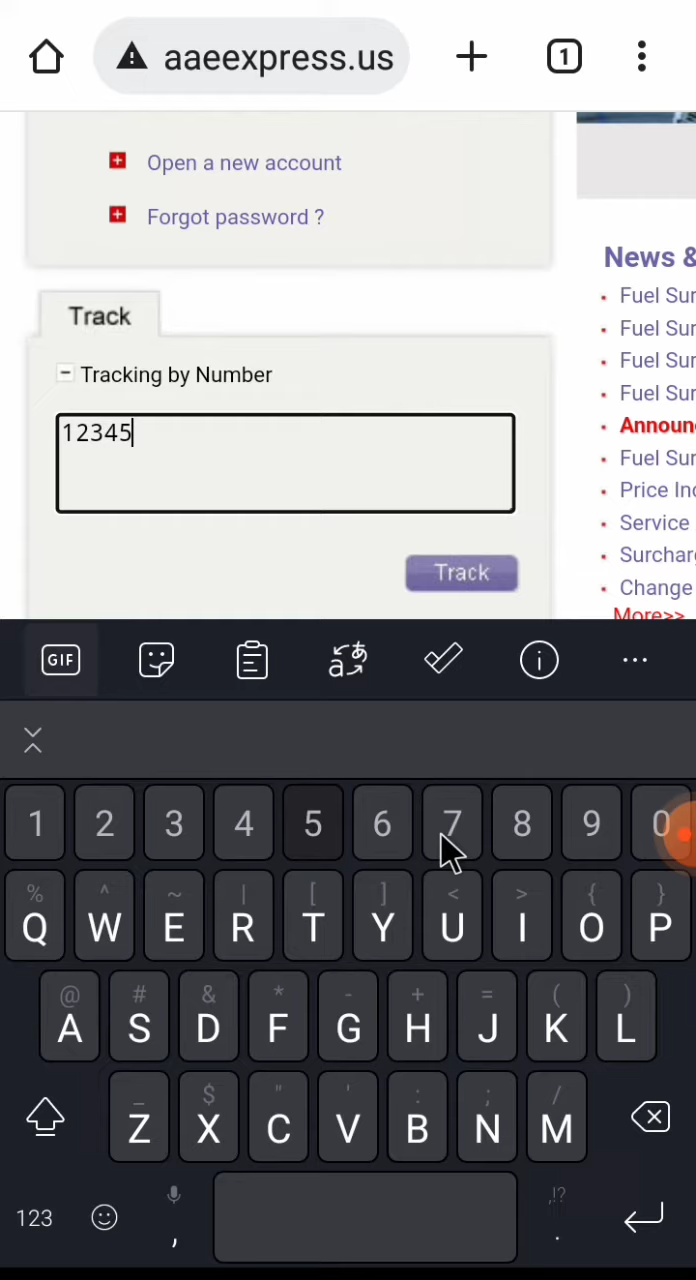 aaeexpress.us
1
Open a new account
Forgot password ?
News &
Fuel Sur
Fuel Sur
Fuel Sur
Fuel Sur
Announ
Fuel Sur
Price Inc
Service
Surcharg
Change
More>>
Track
Tracking by Number
12345
Track
GIF
aあ
1 2 3 4 5 6 7 8 9 0
% ^ ~ | [ ] < > { }
Q W E R T Y U I O P
@ # & * - + = ( )
A S D F G H J K L
_ $ " ' : ; /
Z X C V B N M
,!?
123 , .